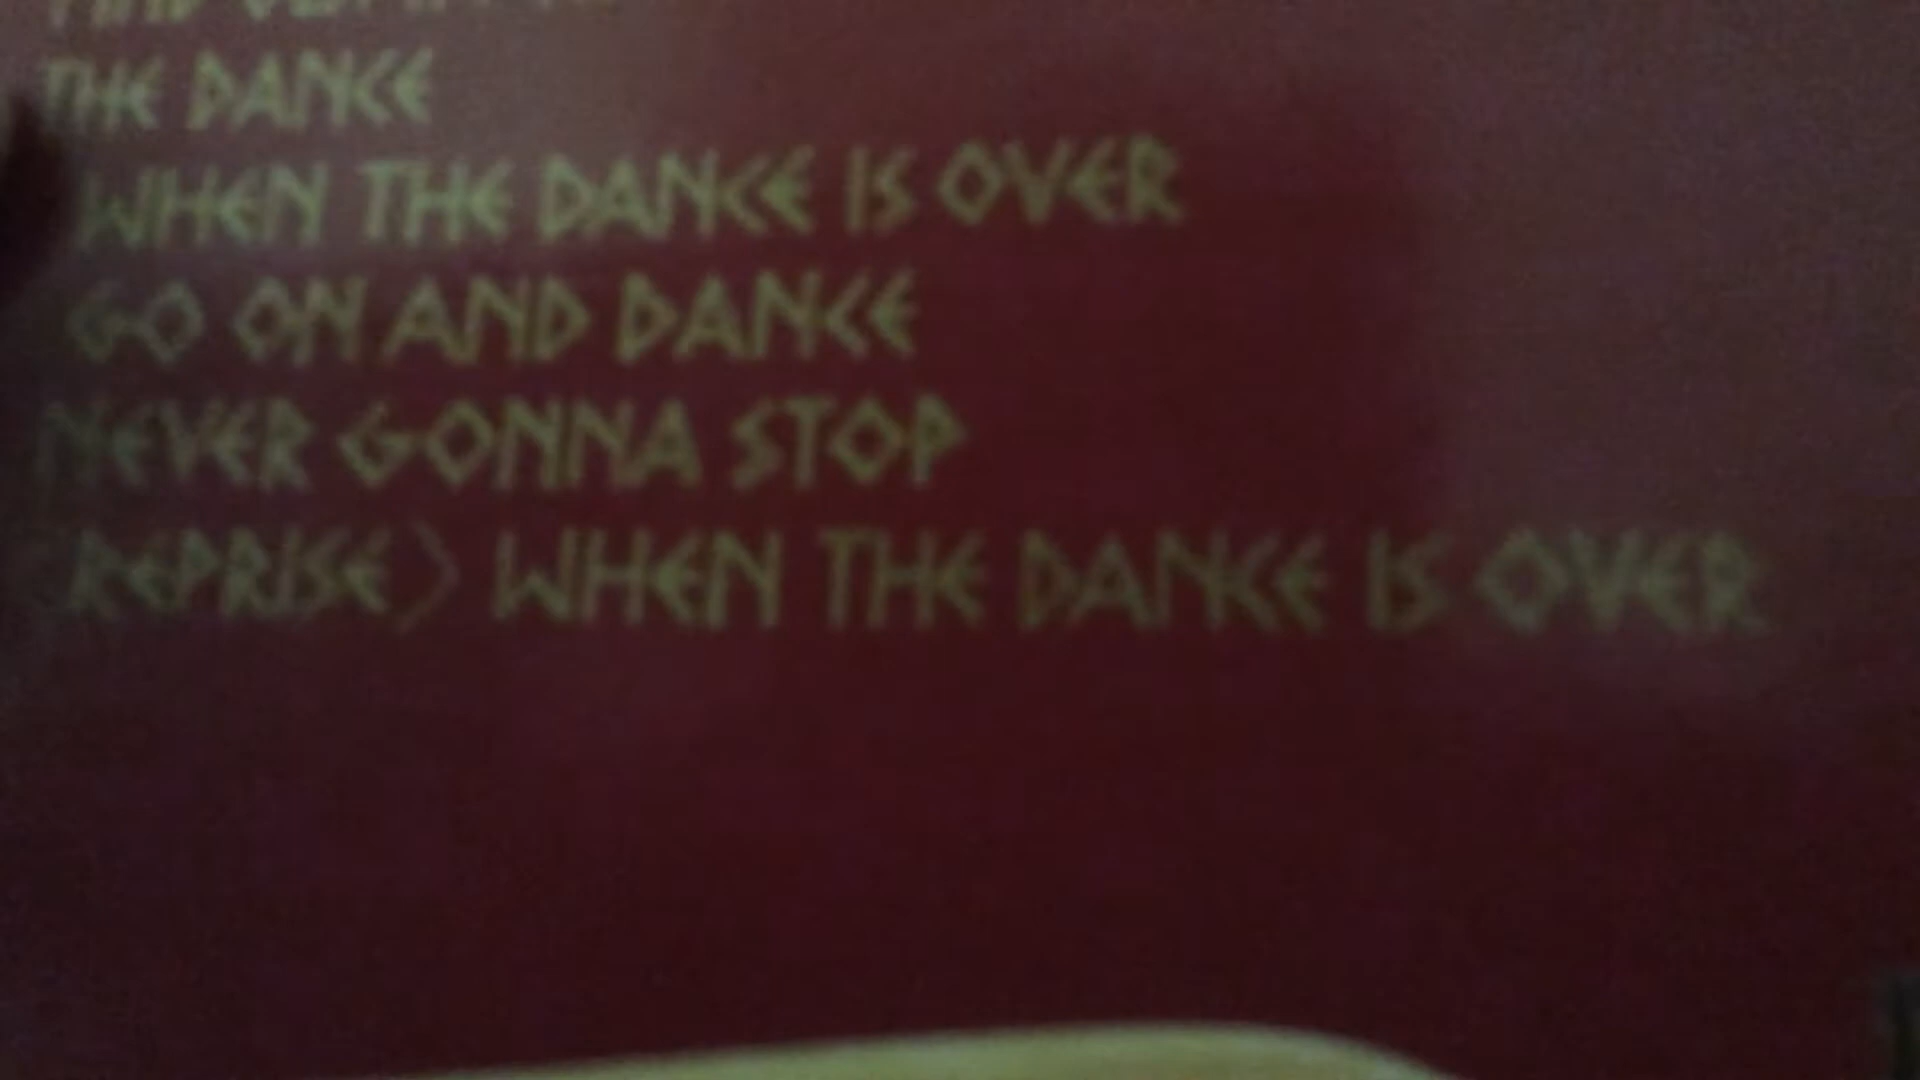 THE DANCE
WHEN THE DANCE IS OVER
GO ON AND DANCE
NEVER GONNA STOP
REPRISE) WHEN THE DANCE IS OVER